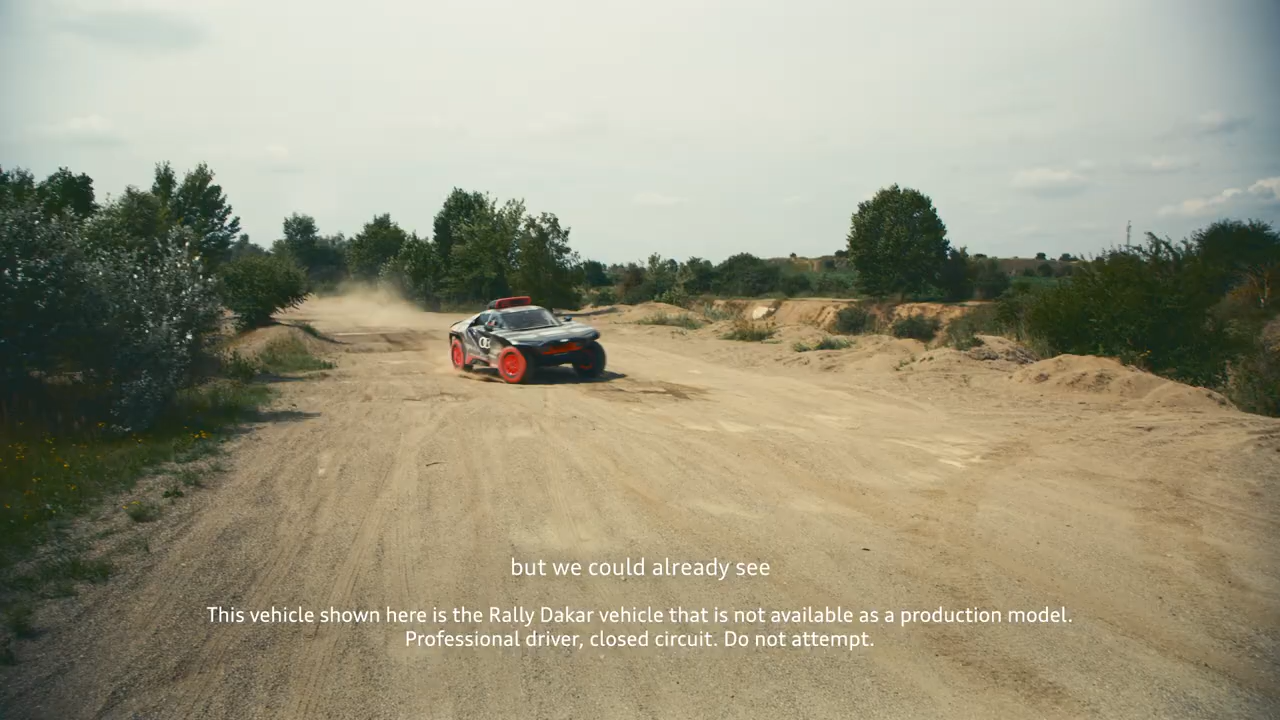 but we could already see
This vehicle shown here is the Rally Dakar vehicle that is not available as a production model.
Professional driver, closed circuit. Do not attempt.